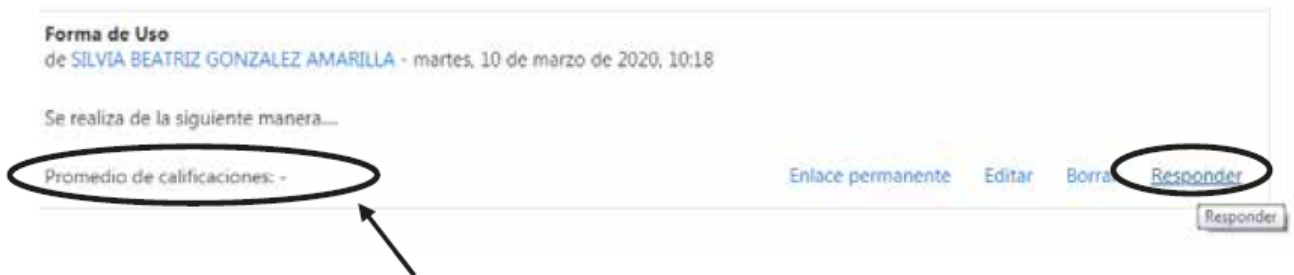 Forma de Uso
de SILVIA BEATRIZ GONZALEZ AMARILLA - martes, 10 de marzo de 2020, 10:18
Se realiza de la siguiente manera....
Promedio de calificaciones: -
Enlace permanente Editar Borrar Responder
Responder